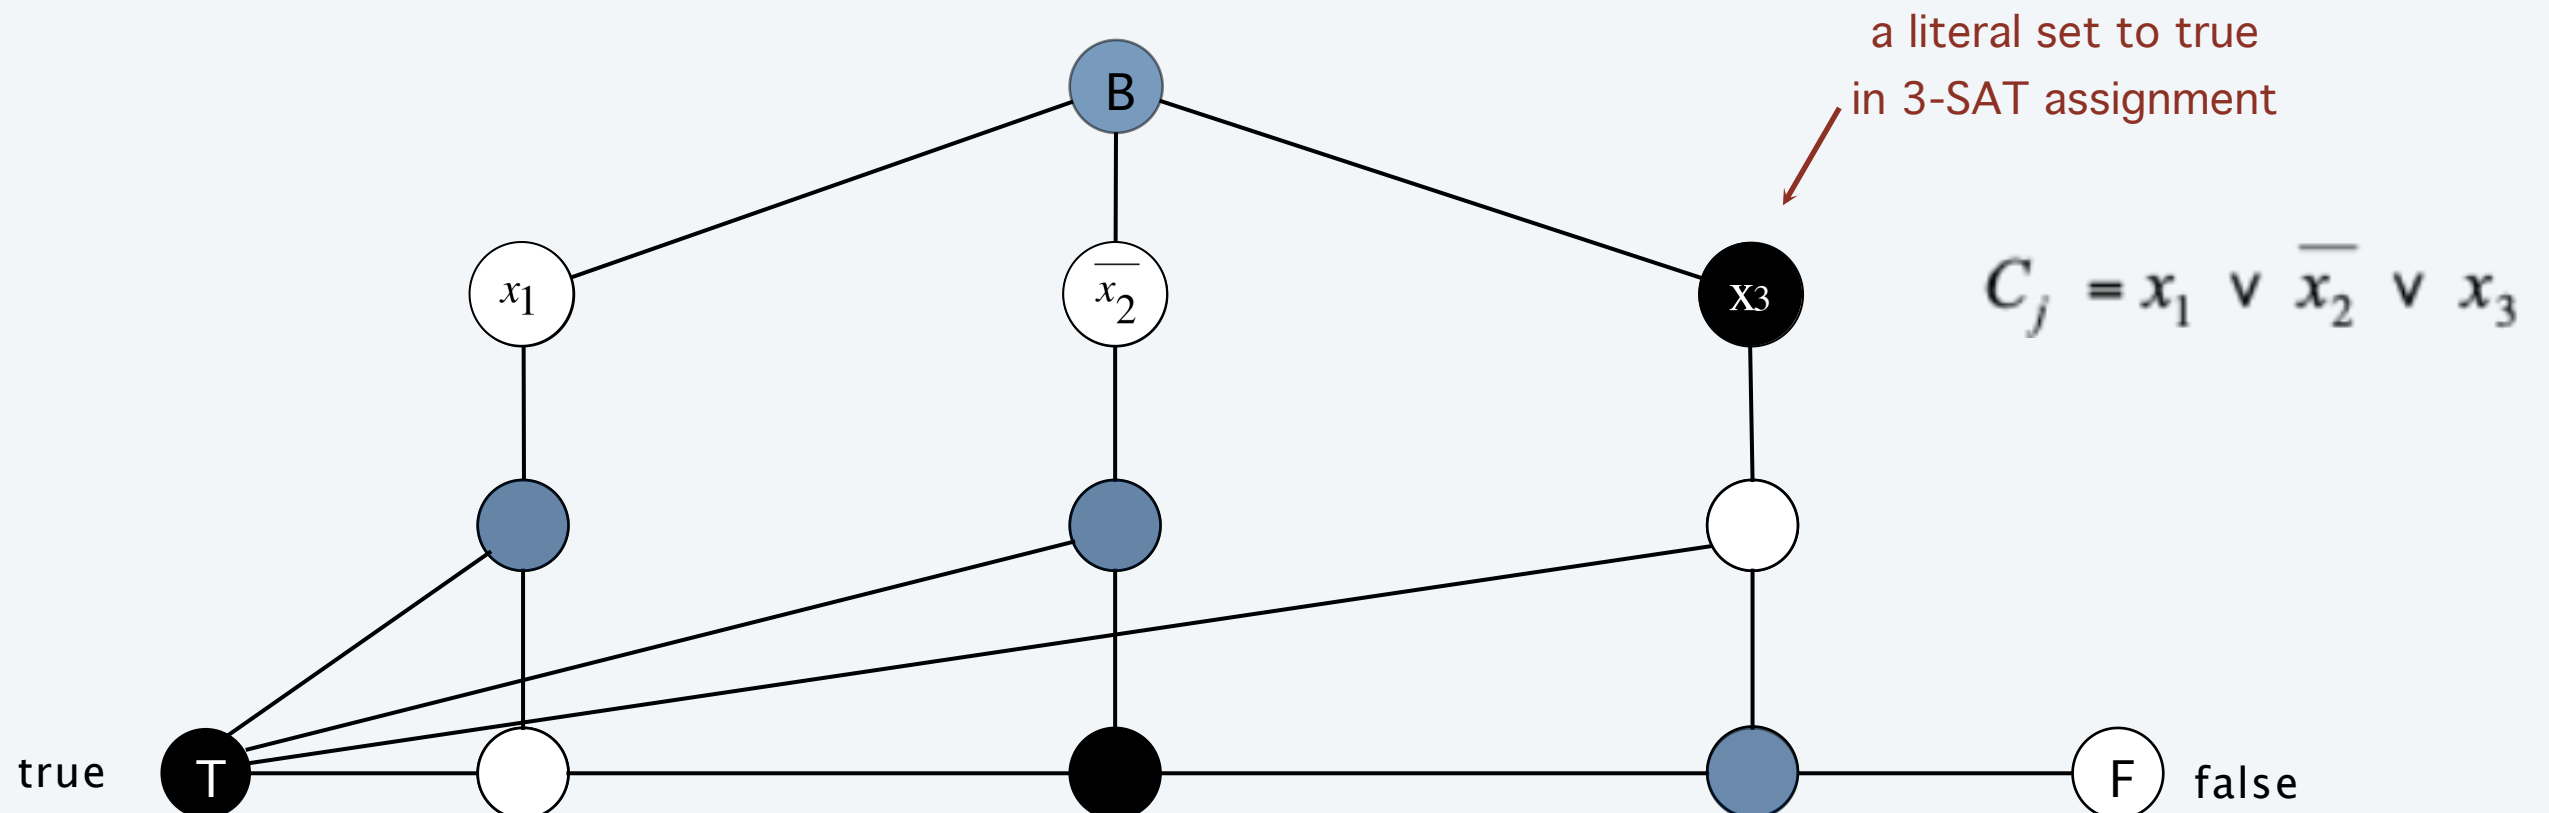 a literal set to true
in 3-SAT assignment
B
x₁
x̅₂
x₃
Cⱼ = x₁ ∨ x̅₂ ∨ x₃
true
T
F
false